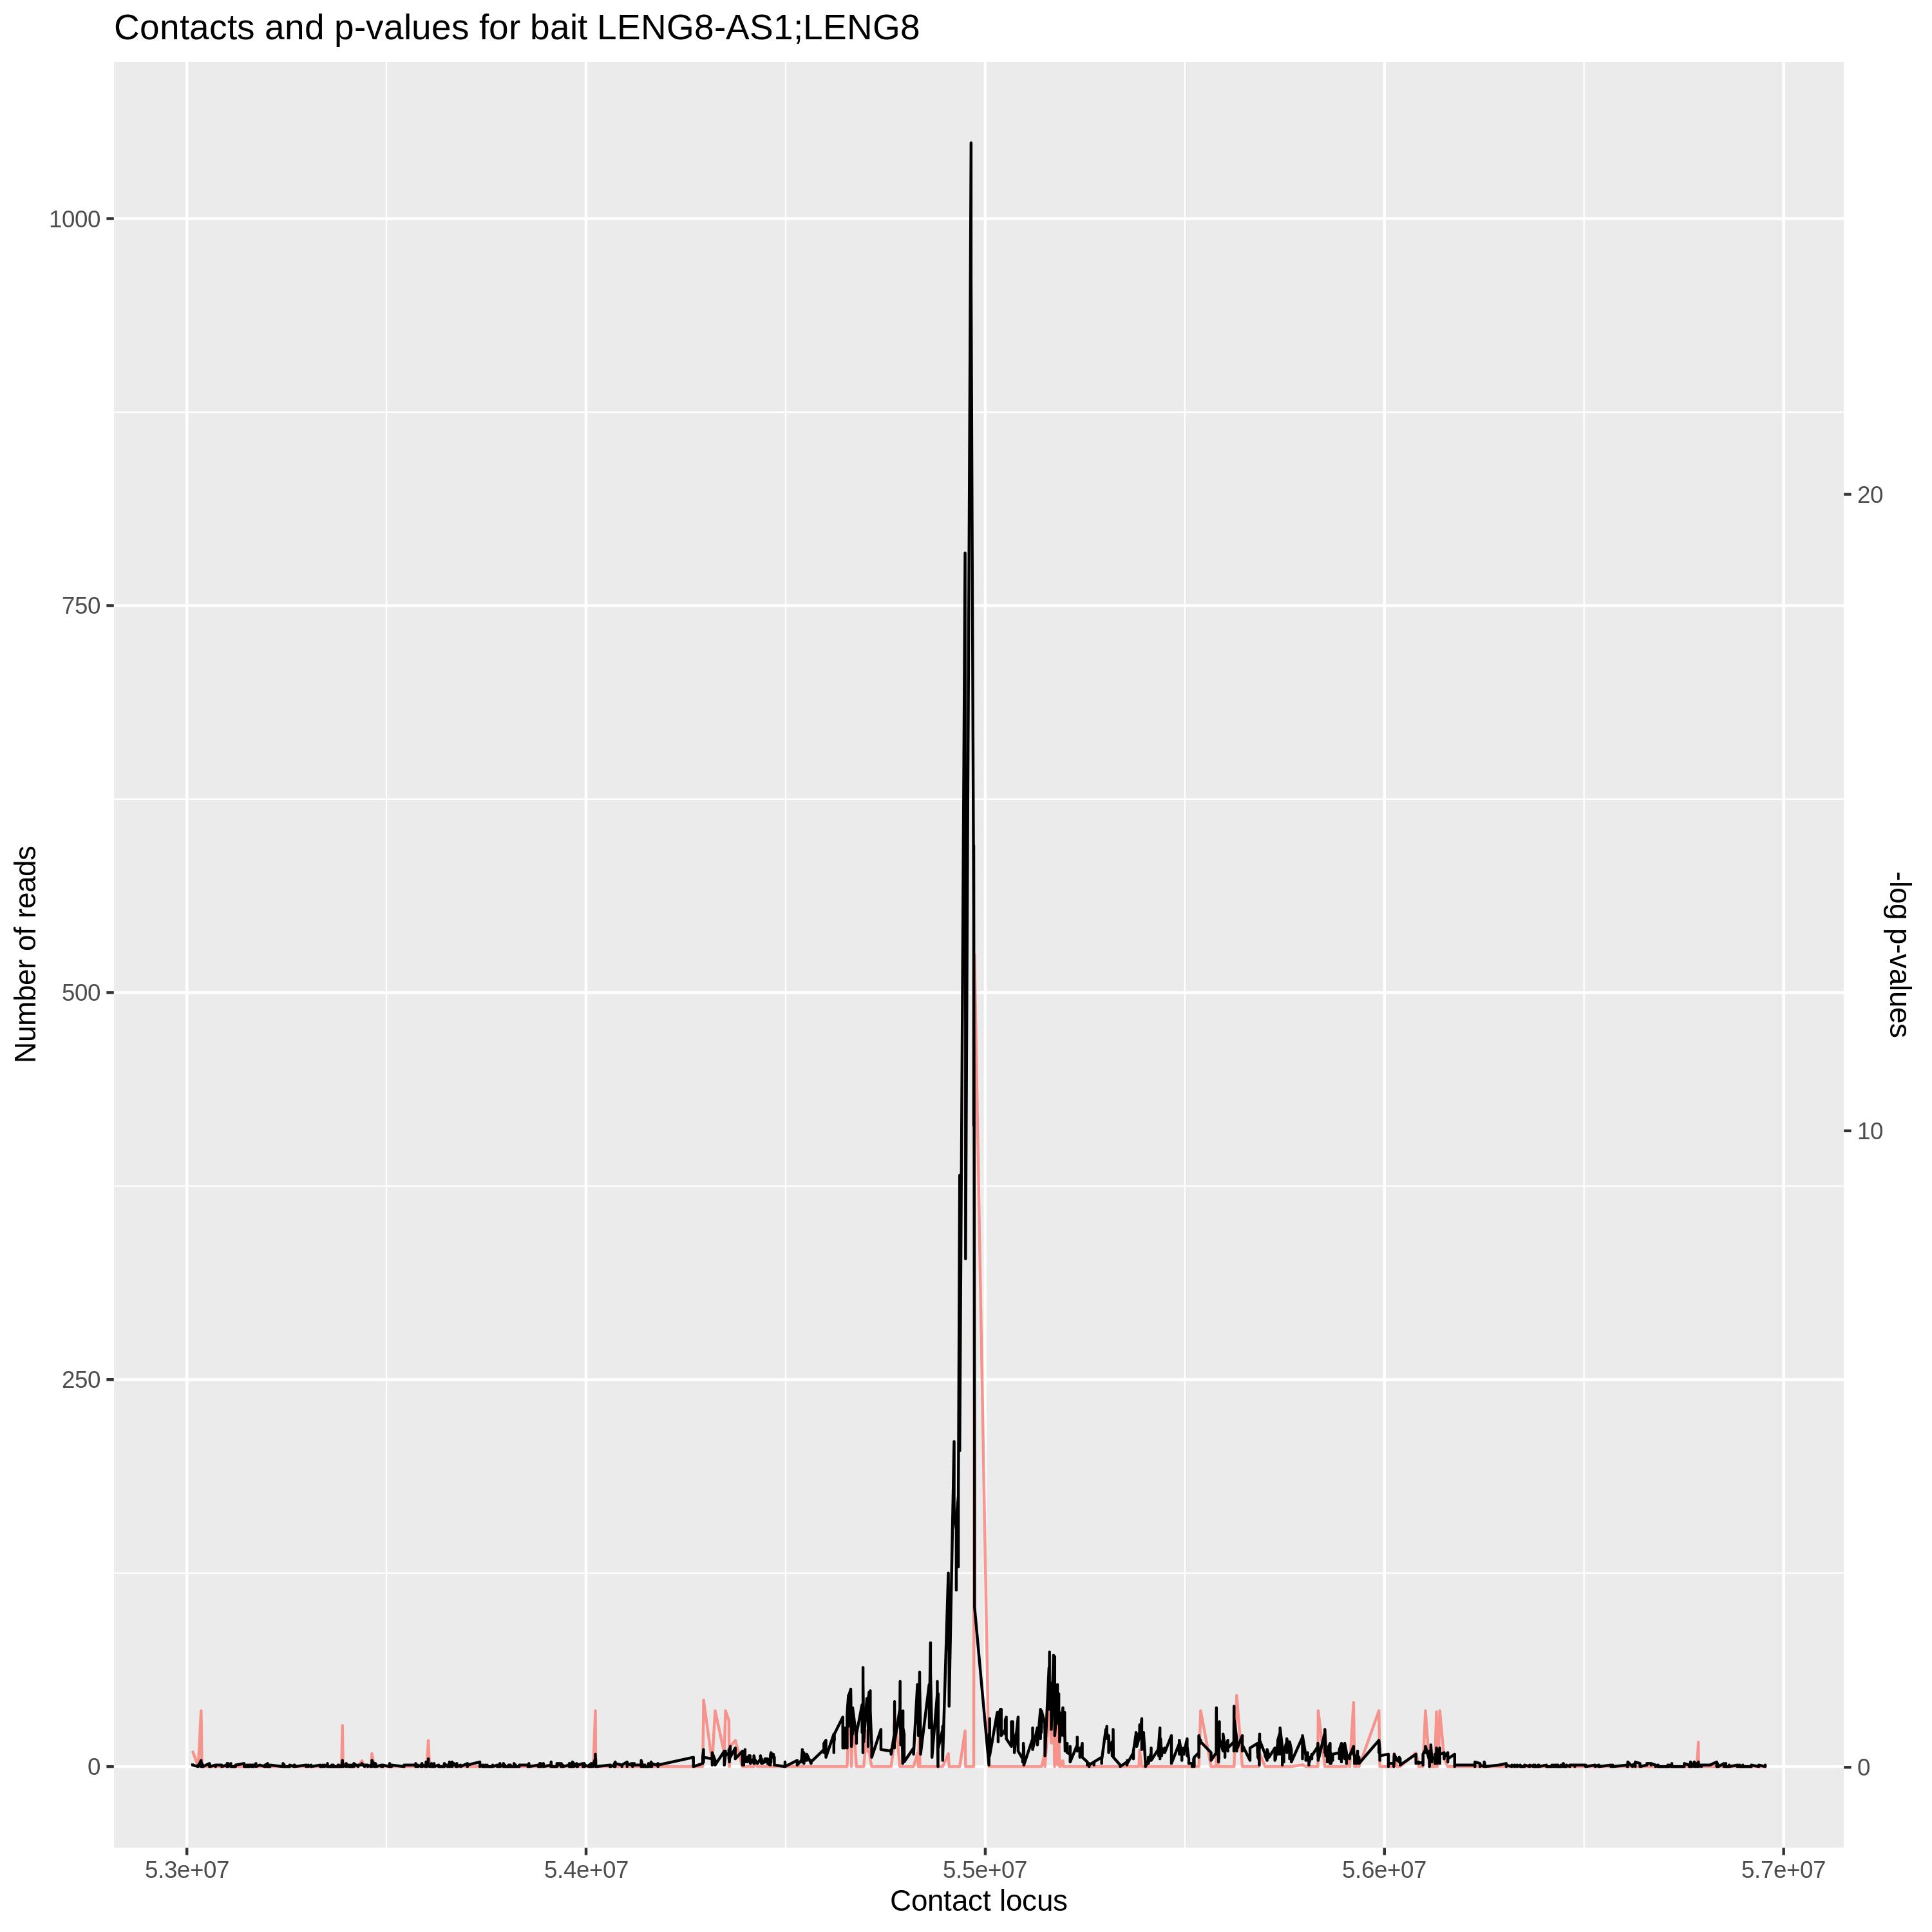 Contacts and p-values for bait LENG8-AS1;LENG8
1000
750
500
250
0
Number of reads
20
10
0
-log p-values
5.3e+07
5.4e+07
5.5e+07
5.6e+07
5.7e+07
Contact locus